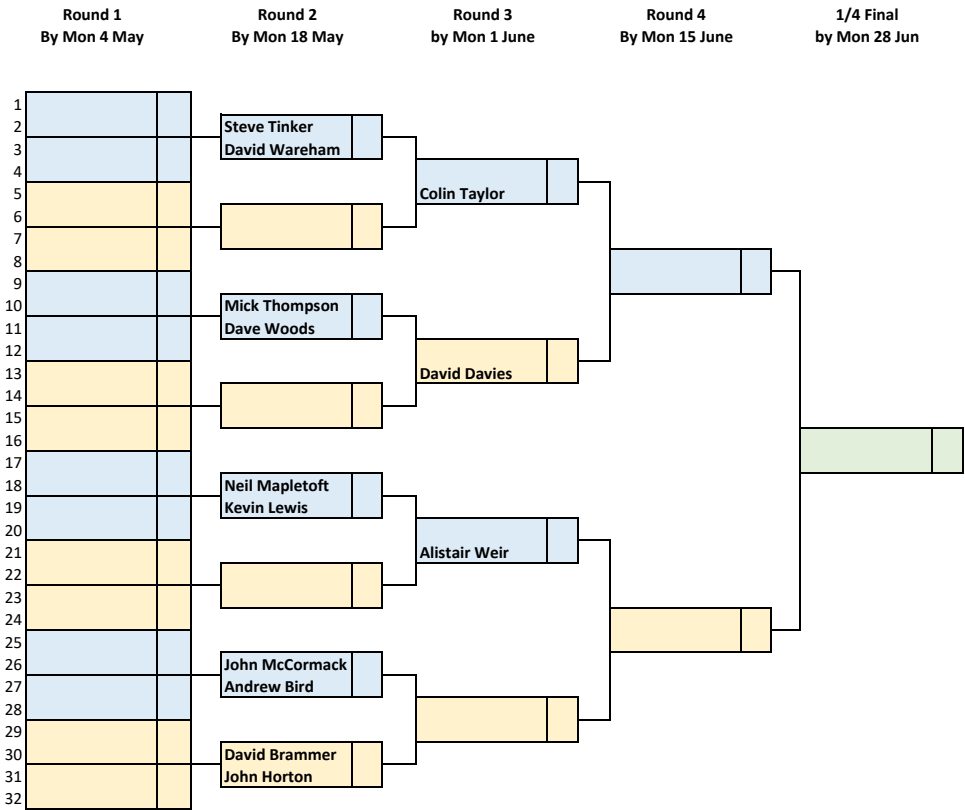 Round 1
By Mon 4 May
Round 2
By Mon 18 May
Round 3
by Mon 1 June
Round 4
By Mon 15 June
1/4 Final
by Mon 28 Jun
1
2
3
4
5
6
7
8
9
10
11
12
13
14
15
16
17
18
19
20
21
22
23
24
25
26
27
28
29
30
31
32
Steve Tinker
David Wareham
Mick Thompson
Dave Woods
Neil Mapletoft
Kevin Lewis
John McCormack
Andrew Bird
David Brammer
John Horton
Colin Taylor
David Davies
Alistair Weir